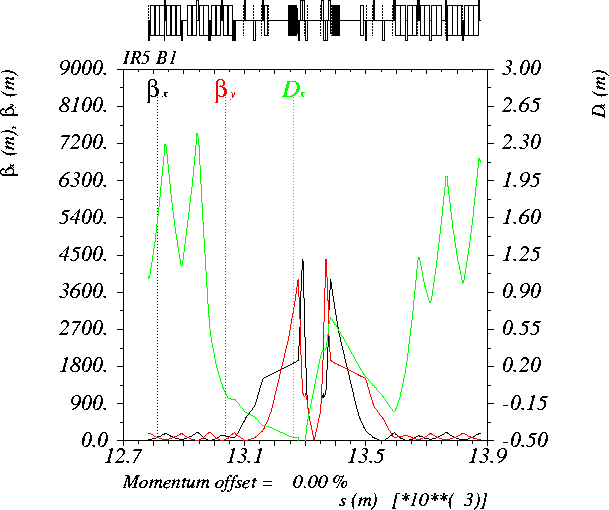 IR5 B1
βx (m), βy (m)
Dx (m)
βx βy Dx
9000. 3.00
8100. 2.65
7200. 2.30
6300. 1.95
5400. 1.60
4500. 1.25
3600. 0.90
2700. 0.55
1800. 0.20
900. -0.15
0.0 -0.50
12.7 13.1 13.5 13.9
Momentum offset = 0.00 %
s (m) [*10**( 3)]